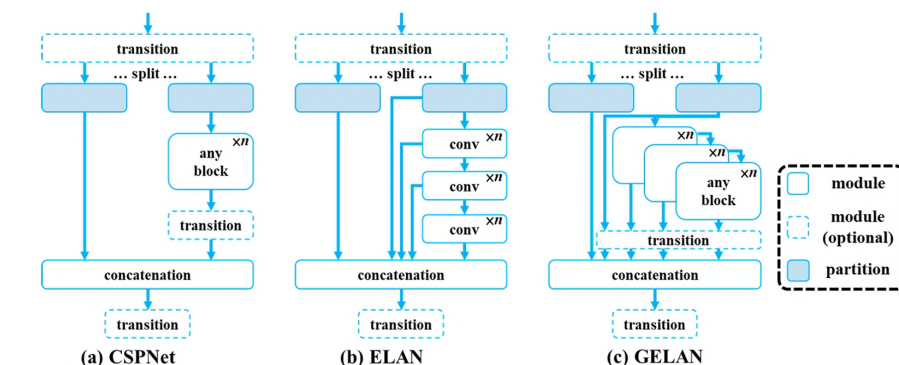 transition
... split ...
any
block
×n
transition
concatenation
transition
(a) CSPNet
transition
... split ...
conv ×n
conv ×n
conv ×n
concatenation
transition
(b) ELAN
transition
... split ...
×n
×n
×n
any
block
transition
concatenation
transition
(c) GELAN
module
module
(optional)
partition